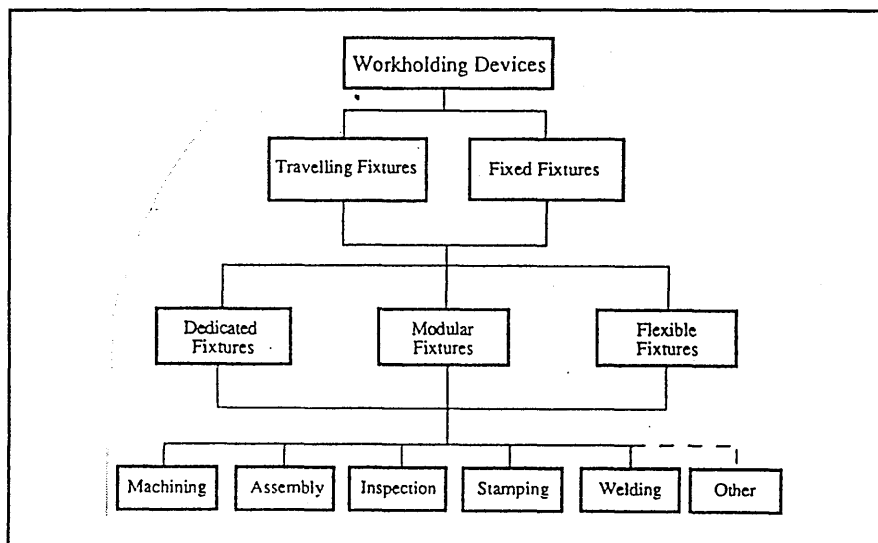 Workholding Devices
Travelling Fixtures
Fixed Fixtures
Dedicated
Fixtures
Modular
Fixtures
Flexible
Fixtures
Machining
Assembly
Inspection
Stamping
Welding
Other